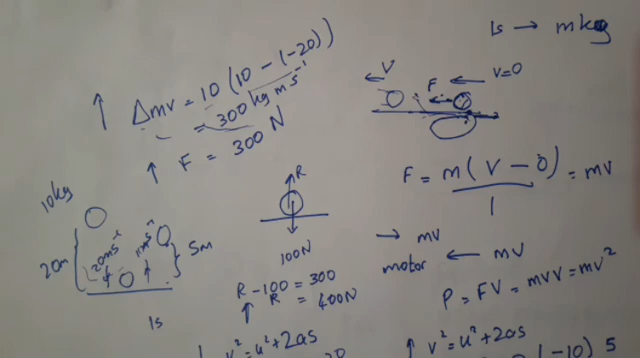 1s → mkg
↑ Δmv = 10 (10 - (-20))
= 300 kg m s⁻¹
↑ F = 300 N
← V
F ← V=0
F = m(V - 0) / 1 = mv
10kg
20m
20ms⁻¹
5m
1s
R
100N
R - 100 = 300
↑ R = 400N
→ mv
motor ← mv
P = FV = mvv = mv²
v² = u² + 2as
↑ v² = u² + 2as
(-10) 5